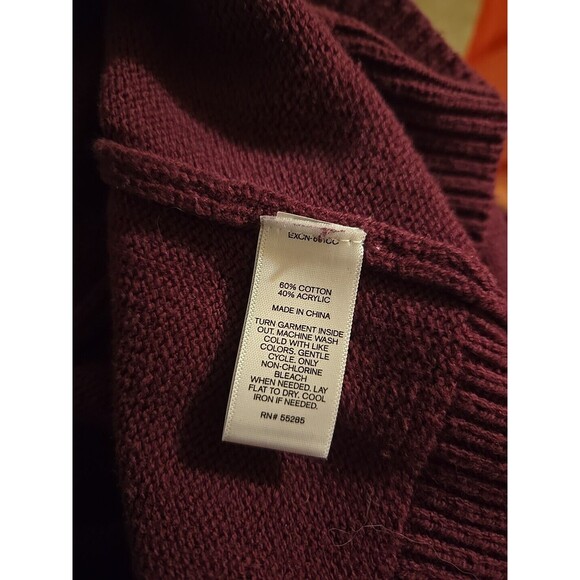 60% COTTON
40% ACRYLIC
MADE IN CHINA
TURN GARMENT INSIDE
OUT. MACHINE WASH
COLD WITH LIKE
COLORS. GENTLE
CYCLE. ONLY
NON-CHLORINE
BLEACH
WHEN NEEDED. LAY
FLAT TO DRY. COOL
IRON IF NEEDED.
RN# 55285